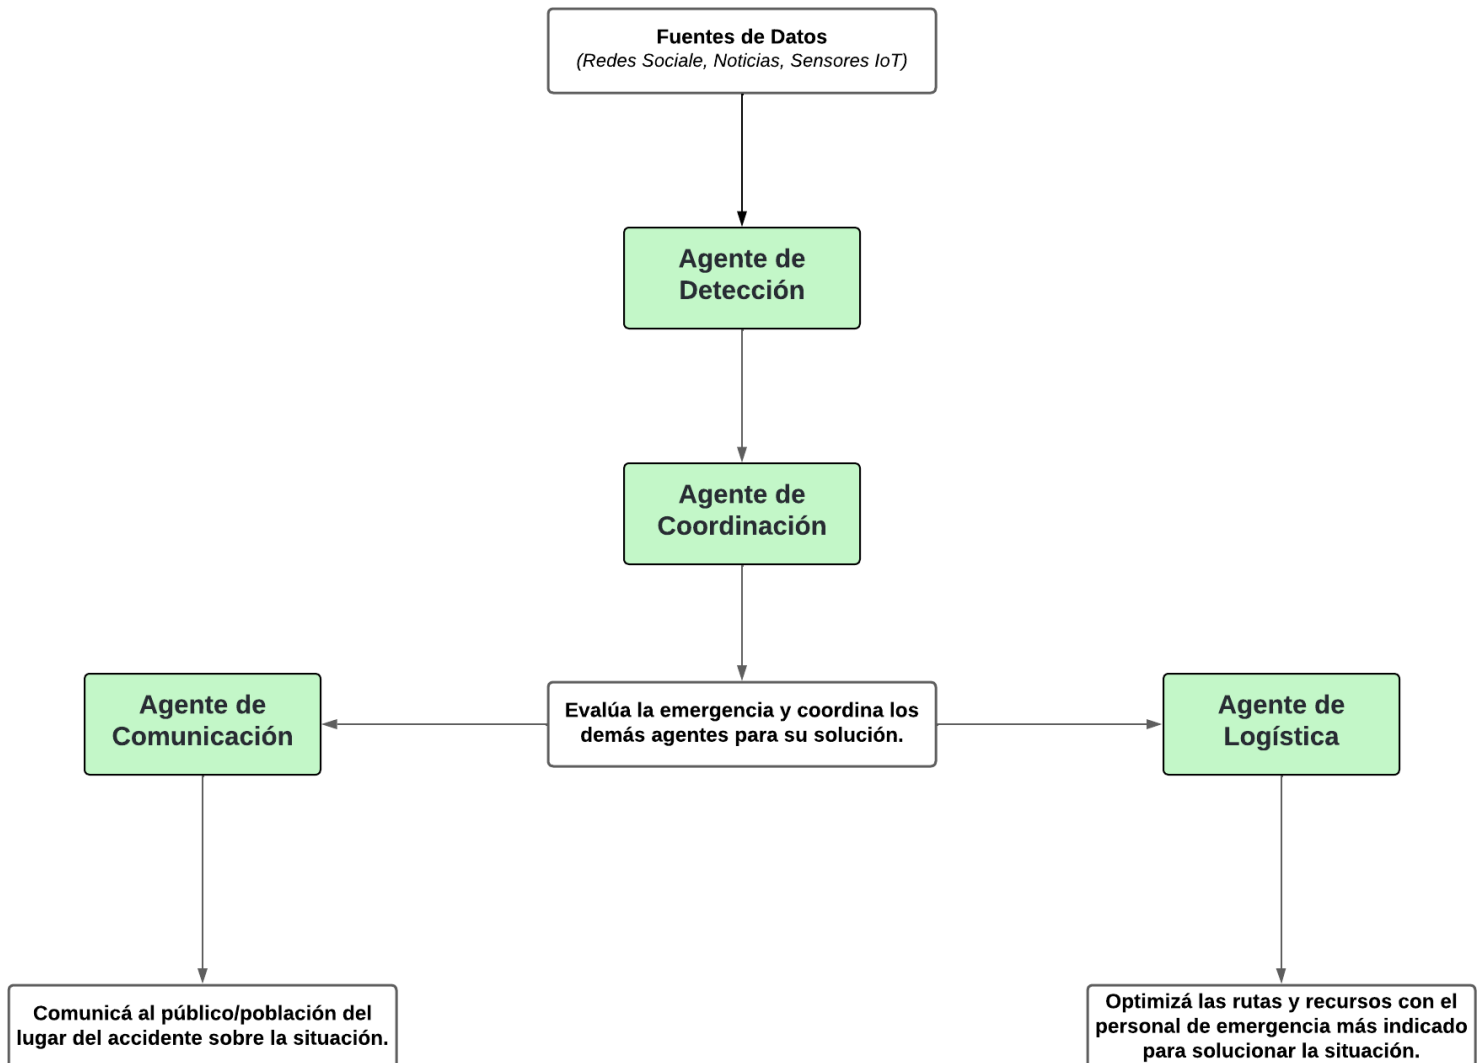 Fuentes de Datos
(Redes Sociale, Noticias, Sensores IoT)
Agente de
Detección
Agente de
Coordinación
Agente de
Comunicación
Evalúa la emergencia y coordina los
demás agentes para su solución.
Agente de
Logística
Comunicá al público/población del
lugar del accidente sobre la situación.
Optimizá las rutas y recursos con el
personal de emergencia más indicado
para solucionar la situación.